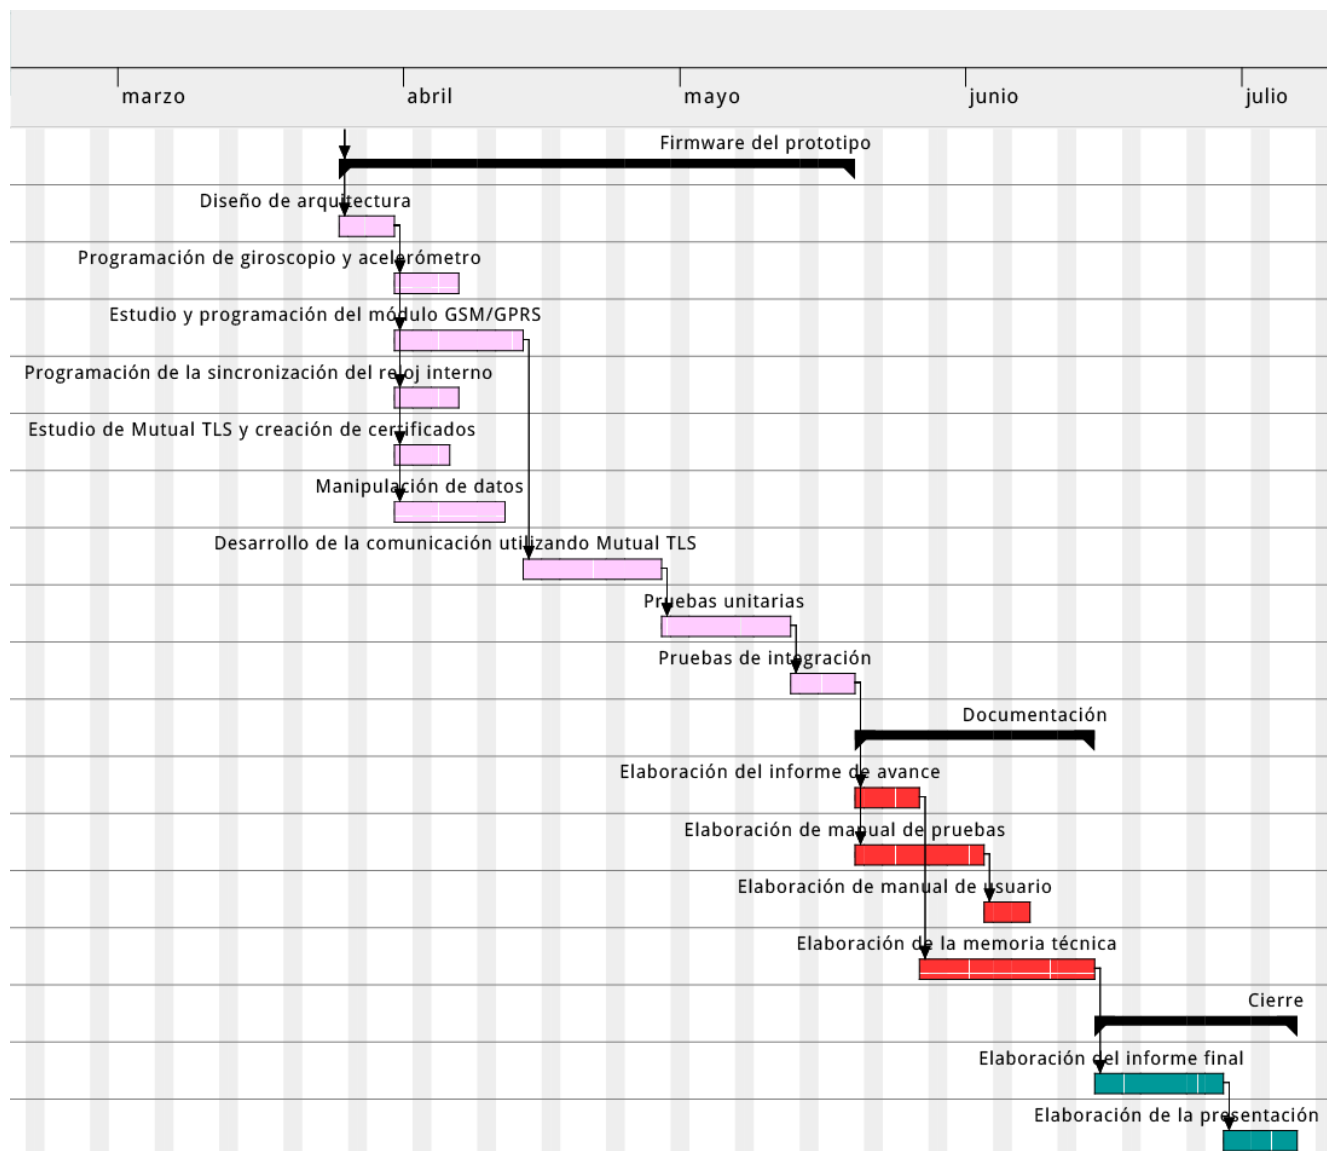 marzo abril mayo junio julio
Firmware del prototipo
Diseño de arquitectura
Programación de giroscopio y acelerómetro
Estudio y programación del módulo GSM/GPRS
Programación de la sincronización del reloj interno
Estudio de Mutual TLS y creación de certificados
Manipulación de datos
Desarrollo de la comunicación utilizando Mutual TLS
Pruebas unitarias
Pruebas de integración
Documentación
Elaboración del informe de avance
Elaboración de manual de pruebas
Elaboración de manual de usuario
Elaboración de la memoria técnica
Cierre
Elaboración del informe final
Elaboración de la presentación